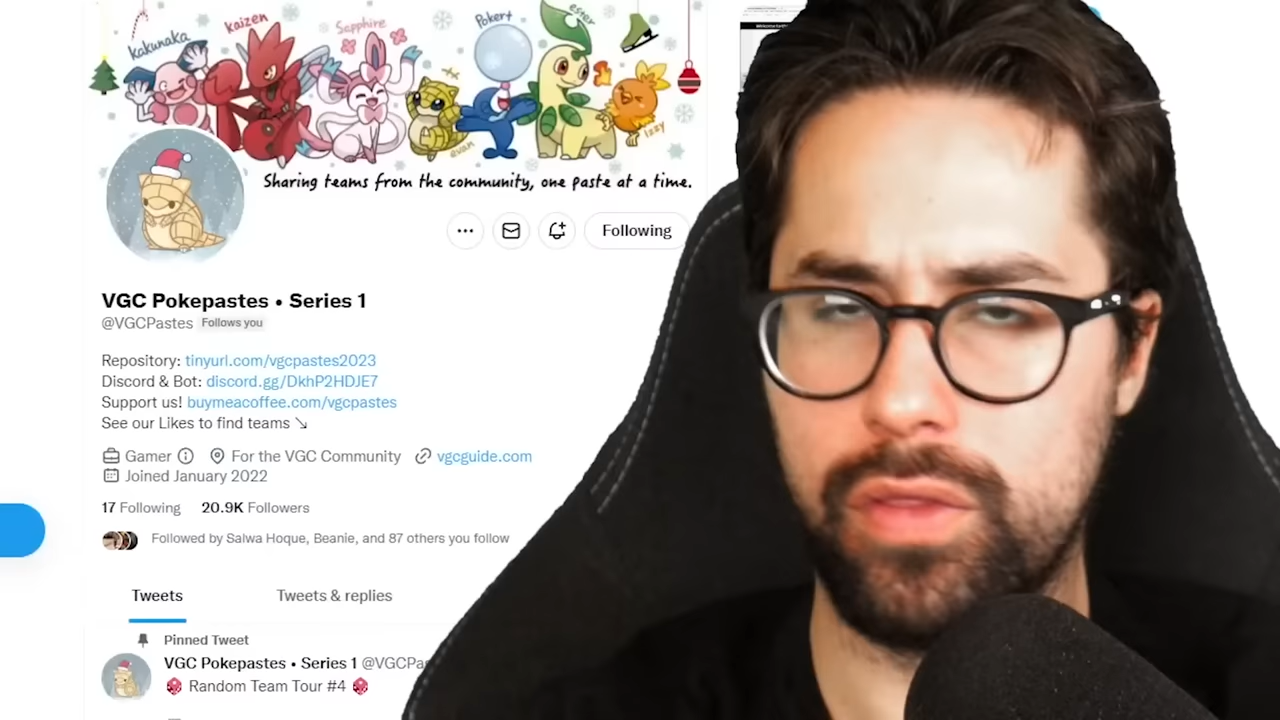 kakunaka
kaizen
Sapphire
Pokert
ester
evan
Izzy
Sharing teams from the community, one paste at a time.
Following
VGC Pokepastes • Series 1
@VGCPastes Follows you
Repository: tinyurl.com/vgcpastes2023
Discord & Bot: discord.gg/DkhP2HDJE7
Support us! buymeacoffee.com/vgcpastes
See our Likes to find teams ↘
Gamer For the VGC Community vgcguide.com
Joined January 2022
17 Following 20.9K Followers
Followed by Salwa Hoque, Beanie, and 87 others you follow
Tweets Tweets & replies
Pinned Tweet
VGC Pokepastes • Series 1 @VGCPa
Random Team Tour #4